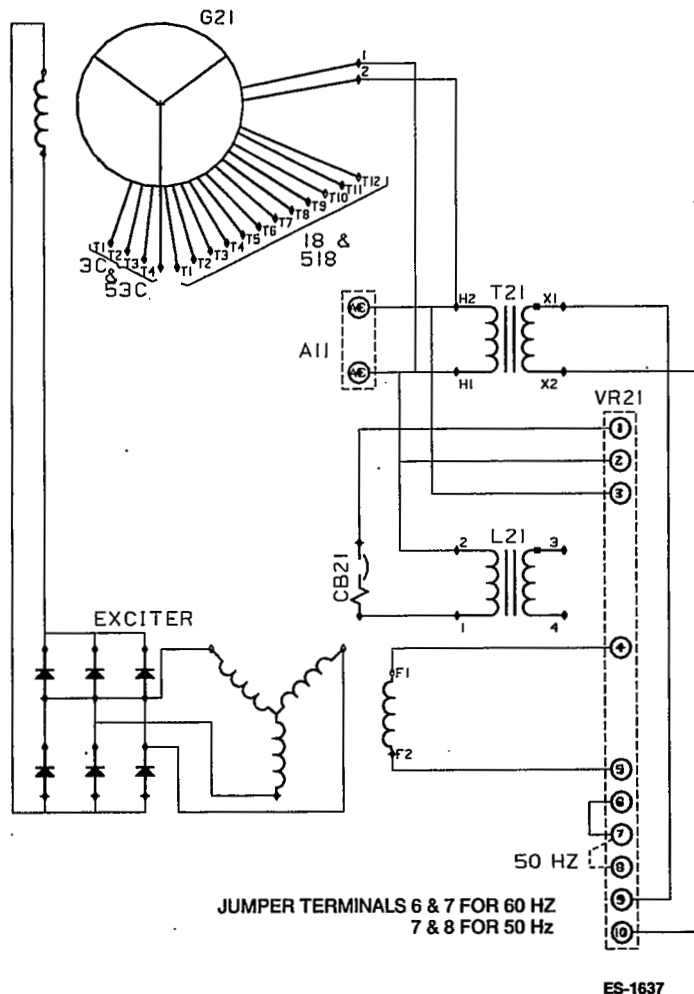 G21
1
2
T12
T11
T10
T9
T8
T7
T6
T5
T4
T3
T2
T1
T1
T2
T3
T4
18 &
518
3C &
53C
A11
H2
T21
X1
H1
X2
VR21
1
2
3
2
L21
3
CB21
1
4
EXCITER
4
F1
F2
5
6
7
50 HZ
8
JUMPER TERMINALS 6 & 7 FOR 60 HZ
9
7 & 8 FOR 50 Hz
10
ES-1637